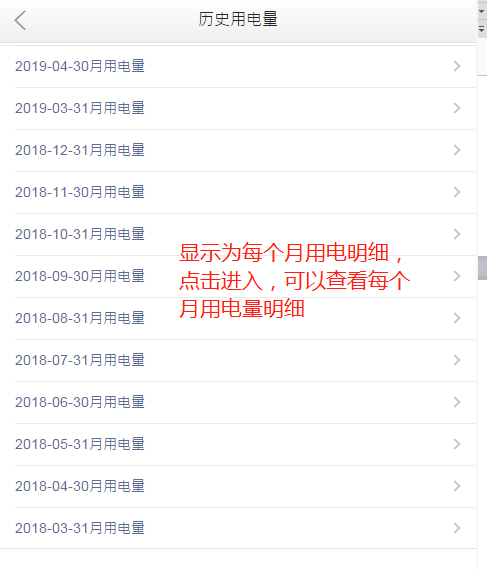 历史用电量
2019-04-30月用电量
2019-03-31月用电量
2018-12-31月用电量
2018-11-30月用电量
2018-10-31月用电量
显示为每个月用电明细，
点击进入，可以查看每个
月用电量明细
2018-09-30月用电量
2018-08-31月用电量
2018-07-31月用电量
2018-06-30月用电量
2018-05-31月用电量
2018-04-30月用电量
2018-03-31月用电量